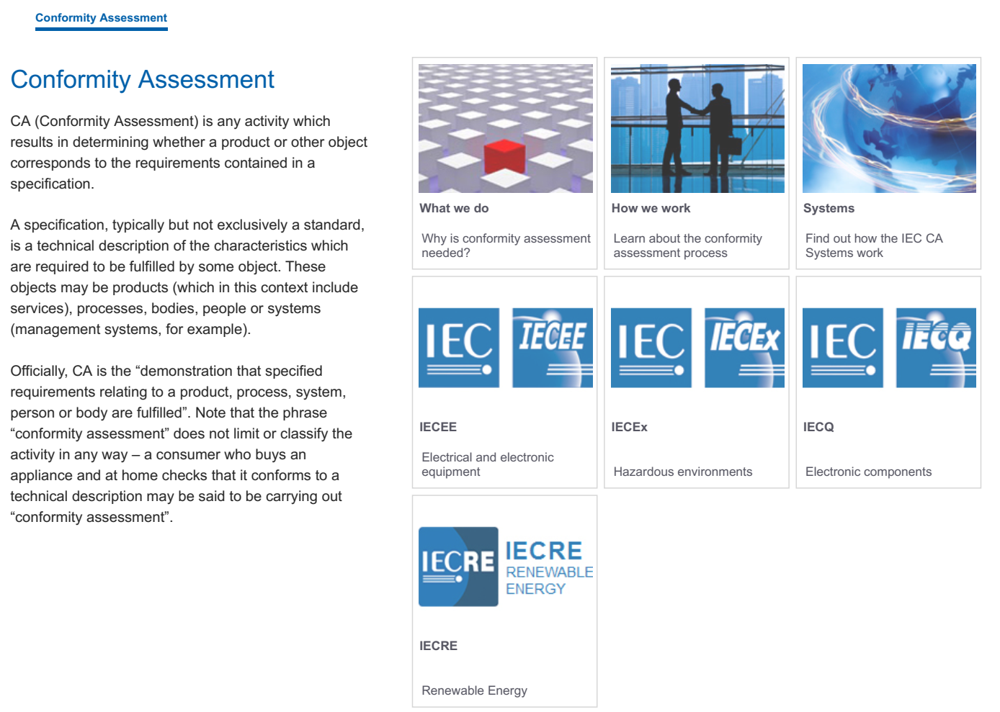 Conformity Assessment
Conformity Assessment
CA (Conformity Assessment) is any activity which
results in determining whether a product or other object
corresponds to the requirements contained in a
specification.
A specification, typically but not exclusively a standard,
is a technical description of the characteristics which
are required to be fulfilled by some object. These
objects may be products (which in this context include
services), processes, bodies, people or systems
(management systems, for example).
Officially, CA is the “demonstration that specified
requirements relating to a product, process, system,
person or body are fulfilled”. Note that the phrase
“conformity assessment” does not limit or classify the
activity in any way – a consumer who buys an
appliance and at home checks that it conforms to a
technical description may be said to be carrying out
“conformity assessment”.
What we do
Why is conformity assessment
needed?
How we work
Learn about the conformity
assessment process
Systems
Find out how the IEC CA
Systems work
IEC IECEE
IECEE
Electrical and electronic
equipment
IEC IECEx
IECEx
Hazardous environments
IEC IECQ
IECQ
Electronic components
IECRE
IECRE
RENEWABLE
ENERGY
IECRE
Renewable Energy